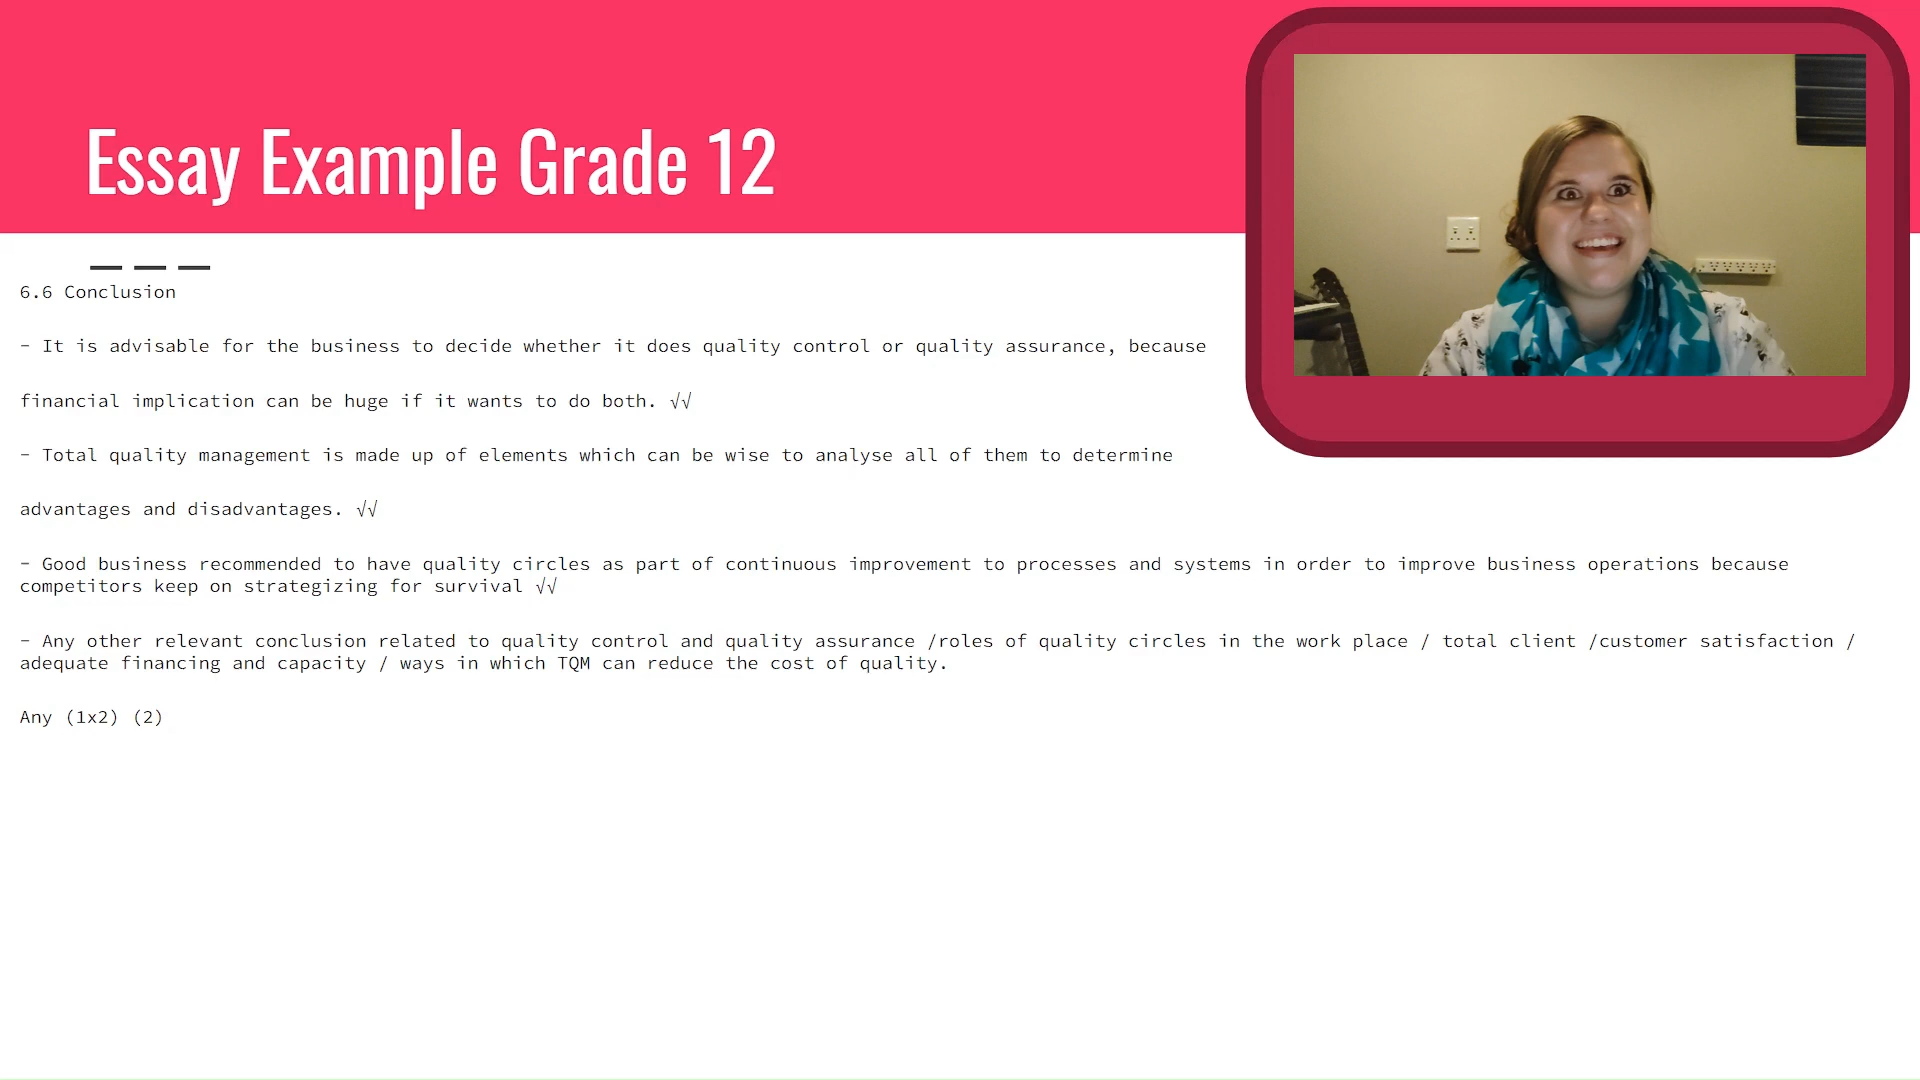 Essay Example Grade 12
6.6 Conclusion
- It is advisable for the business to decide whether it does quality control or quality assurance, because
financial implication can be huge if it wants to do both. √√
- Total quality management is made up of elements which can be wise to analyse all of them to determine
advantages and disadvantages. √√
- Good business recommended to have quality circles as part of continuous improvement to processes and systems in order to improve business operations because
competitors keep on strategizing for survival √√
- Any other relevant conclusion related to quality control and quality assurance /roles of quality circles in the work place / total client /customer satisfaction /
adequate financing and capacity / ways in which TQM can reduce the cost of quality.
Any (1x2) (2)